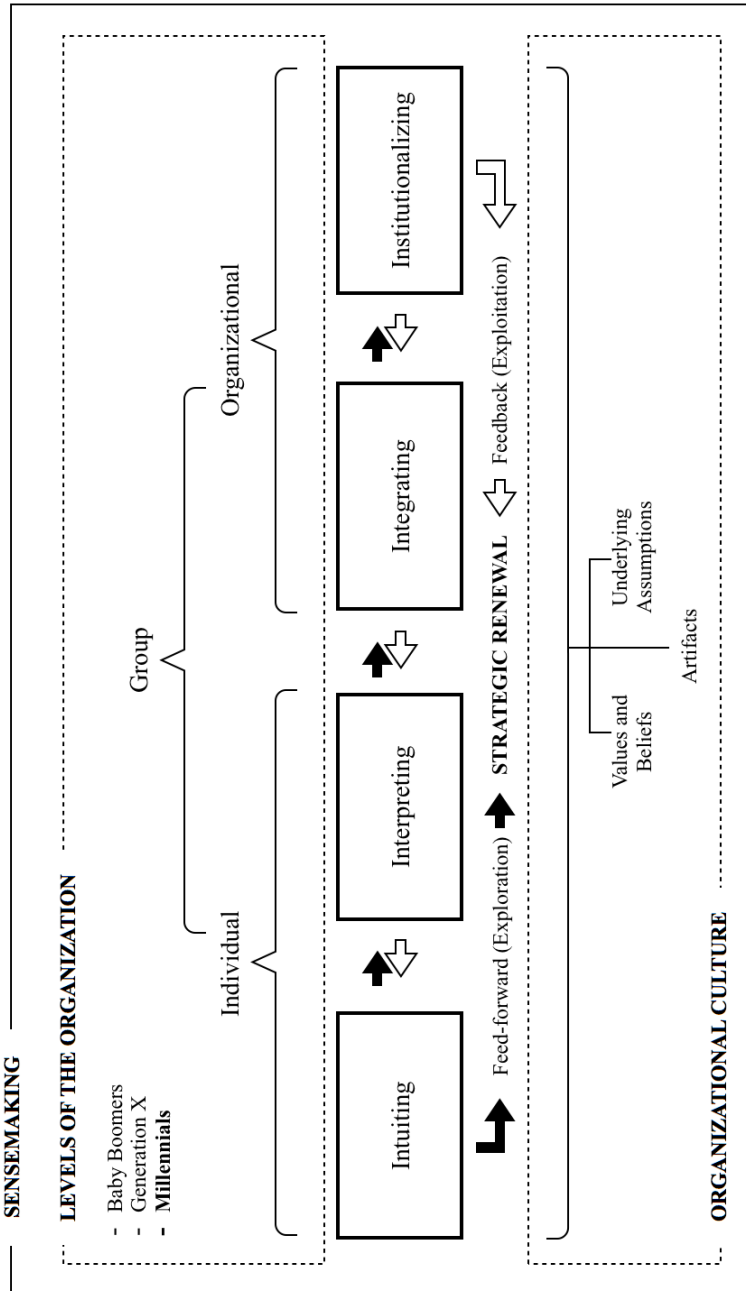 SENSEMAKING
LEVELS OF THE ORGANIZATION
- Baby Boomers
- Generation X
- Millennials
Group
Individual
Organizational
Intuiting
Interpreting
Integrating
Institutionalizing
Feed-forward (Exploration)
STRATEGIC RENEWAL
Feedback (Exploitation)
Values and
Beliefs
Underlying
Assumptions
Artifacts
ORGANIZATIONAL CULTURE